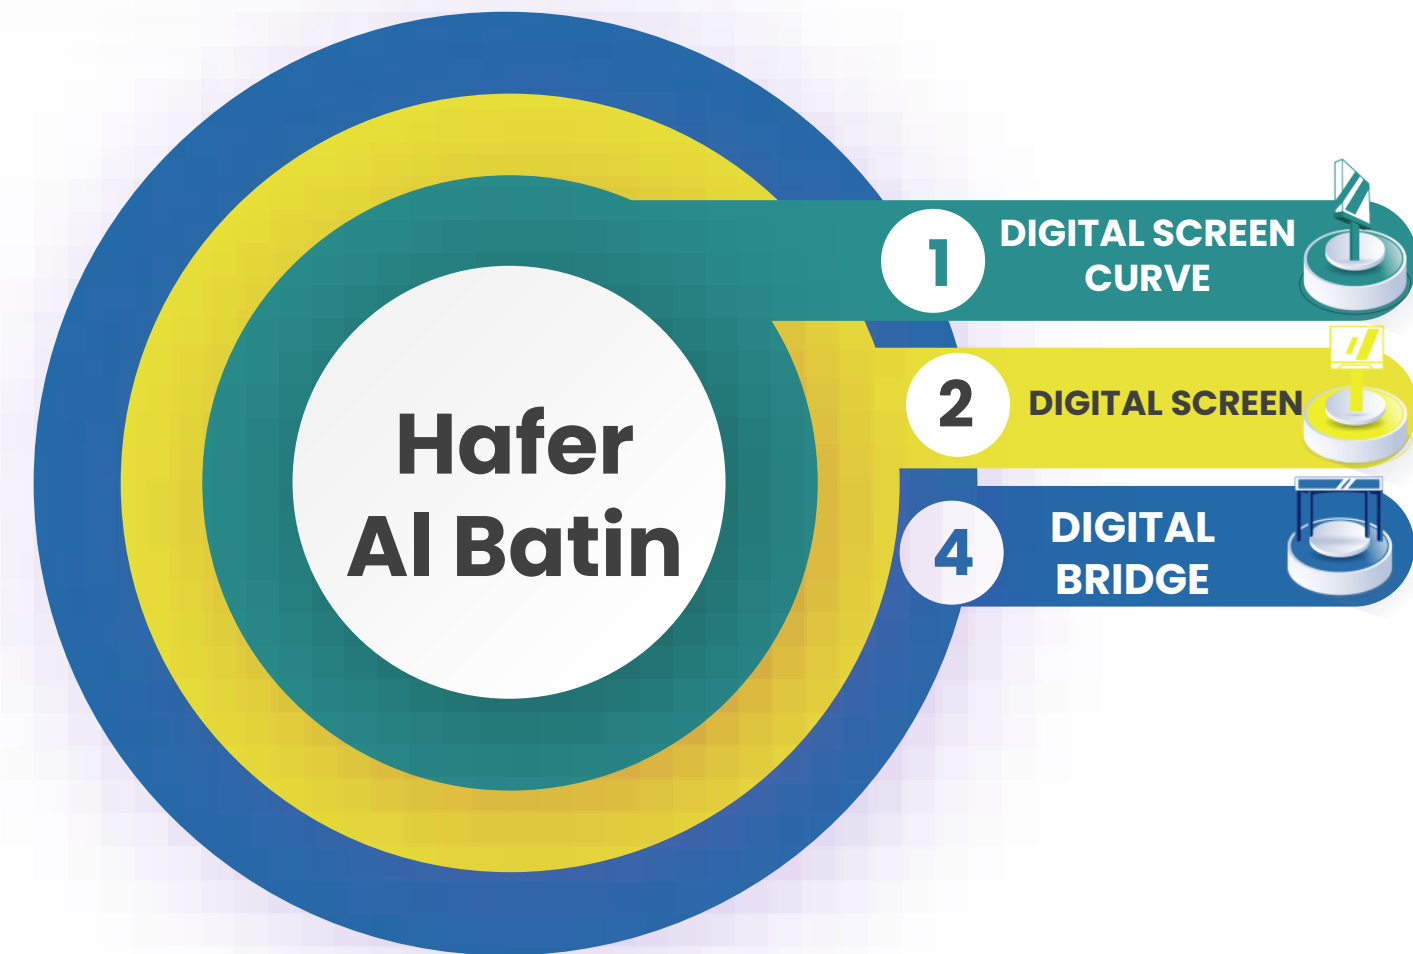 Hafer
Al Batin
1
DIGITAL SCREEN
CURVE
2
DIGITAL SCREEN
4
DIGITAL
BRIDGE